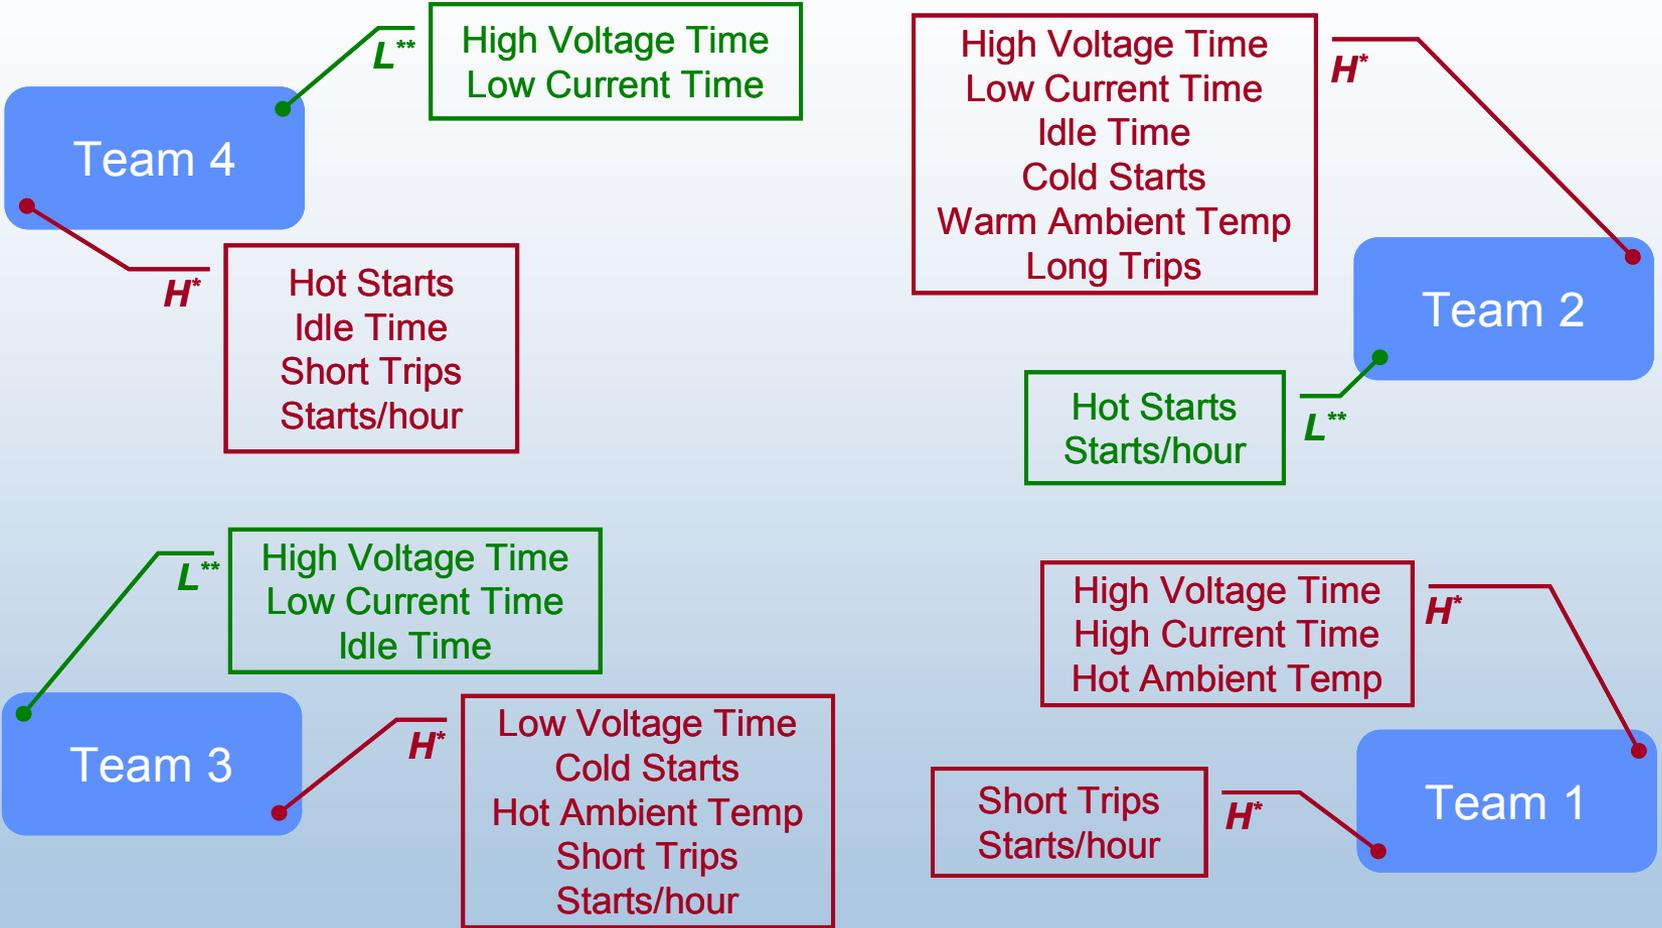 High Voltage Time
Low Current Time
L**
Team 4
H*
Hot Starts
Idle Time
Short Trips
Starts/hour
High Voltage Time
Low Current Time
Idle Time
Cold Starts
Warm Ambient Temp
Long Trips
H*
Team 2
Hot Starts
Starts/hour
L**
High Voltage Time
Low Current Time
Idle Time
L**
Team 3
H*
Low Voltage Time
Cold Starts
Hot Ambient Temp
Short Trips
Starts/hour
High Voltage Time
High Current Time
Hot Ambient Temp
H*
Short Trips
Starts/hour
H*
Team 1